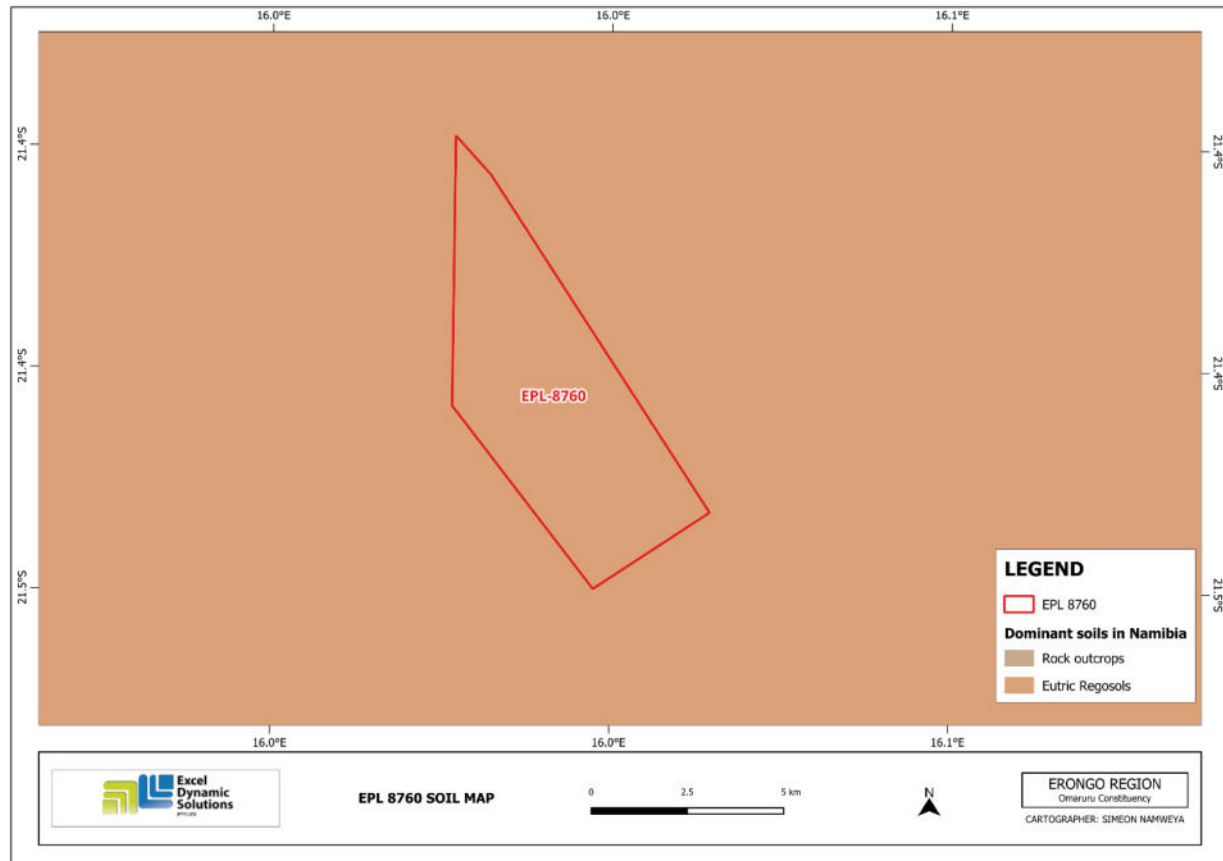 16.0°E
16.0°E
16.1°E
21.4°S
21.4°S
21.4°S
21.4°S
EPL-8760
21.5°S
21.5°S
LEGEND
EPL 8760
Dominant soils in Namibia
Rock outcrops
Eutric Regosols
16.0°E
16.0°E
16.1°E
Excel
Dynamic
Solutions
(PTY) LTD
EPL 8760 SOIL MAP
0
2.5
5 km
N
ERONGO REGION
Omaruru Constituency
CARTOGRAPHER: SIMEON NAMWEYA